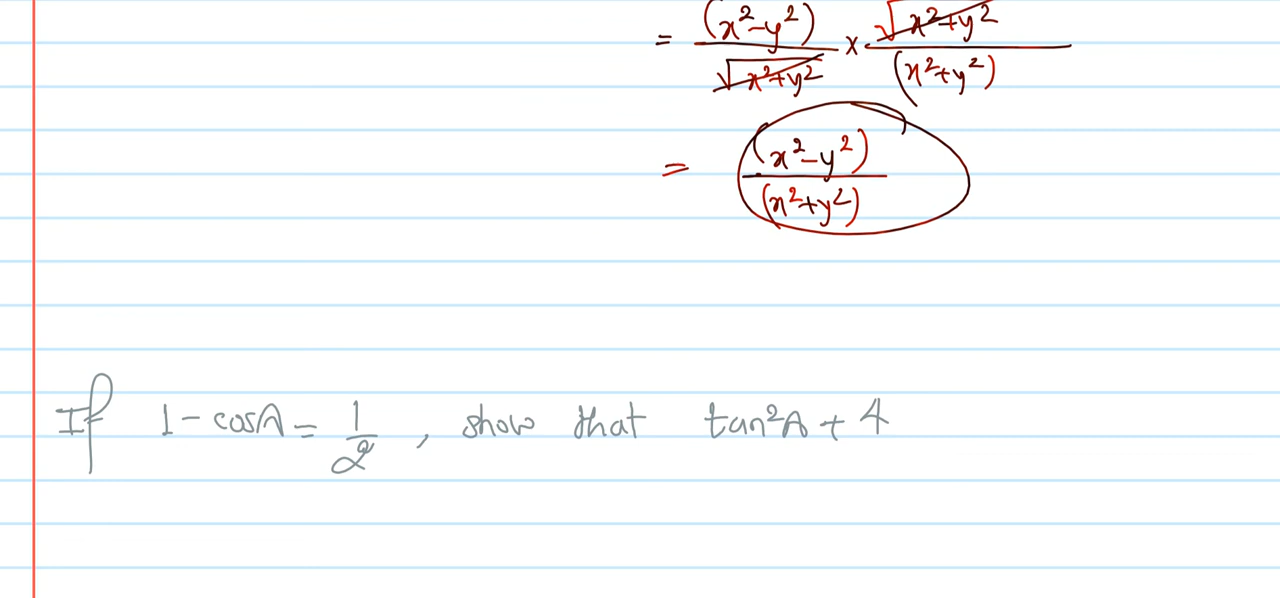 = (x²-y²)/√x²+y² × √x²+y²/(x²+y²)
= (x²-y²)/(x²+y²)
If 1-cosA = 1/2, show that tan²A + 4